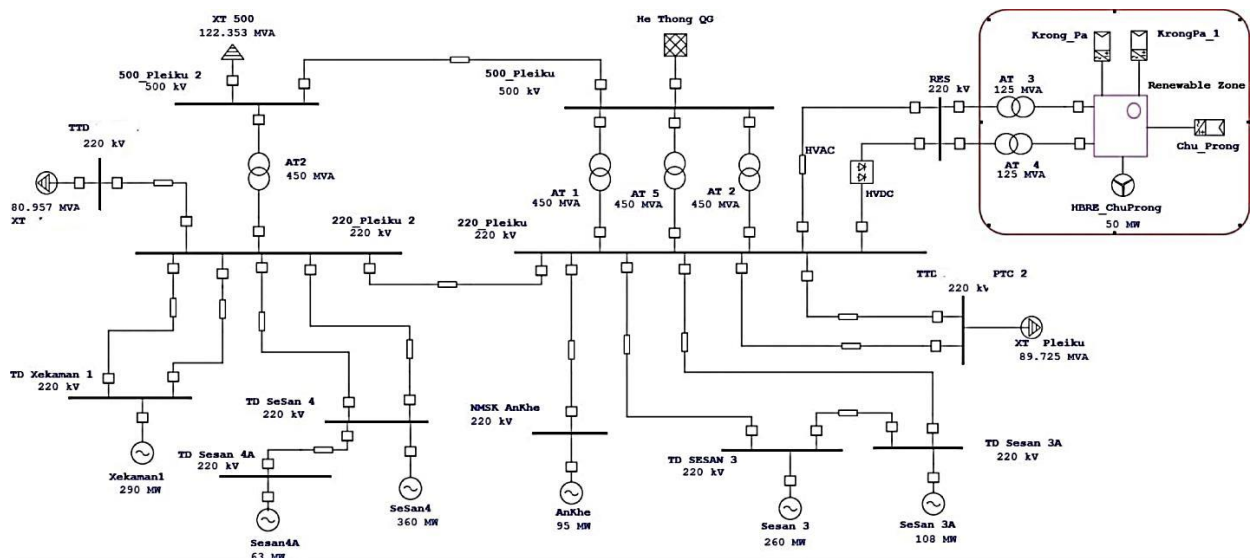 XT 500
122.353 MVA
500_Pleiku 2
500 kV
He Thong QG
500_Pleiku
500 kV
RES
220 kV
AT 3
125 MVA
Krong_Pa
KrongPa_1
Renewable Zone
Chu_Prong
AT 4
125 MVA
HBRE_ChuProng
50 MW
TTD
220 kV
80.957 MVA
XT
AT2
450 MVA
AT 1
450 MVA
AT 5
450 MVA
AT 2
450 MVA
HVAC
HVDC
220_Pleiku 2
220 kV
220_Pleiku
220 kV
TTD PTC 2
220 kV
XT Pleiku
89.725 MVA
TD Xekaman 1
220 kV
TD SeSan 4
220 kV
NMSK AnKhe
220 kV
TD Sesan 4A
220 kV
TD SESAN 3
220 kV
TD Sesan 3A
220 kV
Xekaman1
290 MW
Sesan4A
63 MW
SeSan4
360 MW
AnKhe
95 MW
Sesan 3
260 MW
SeSan 3A
108 MW